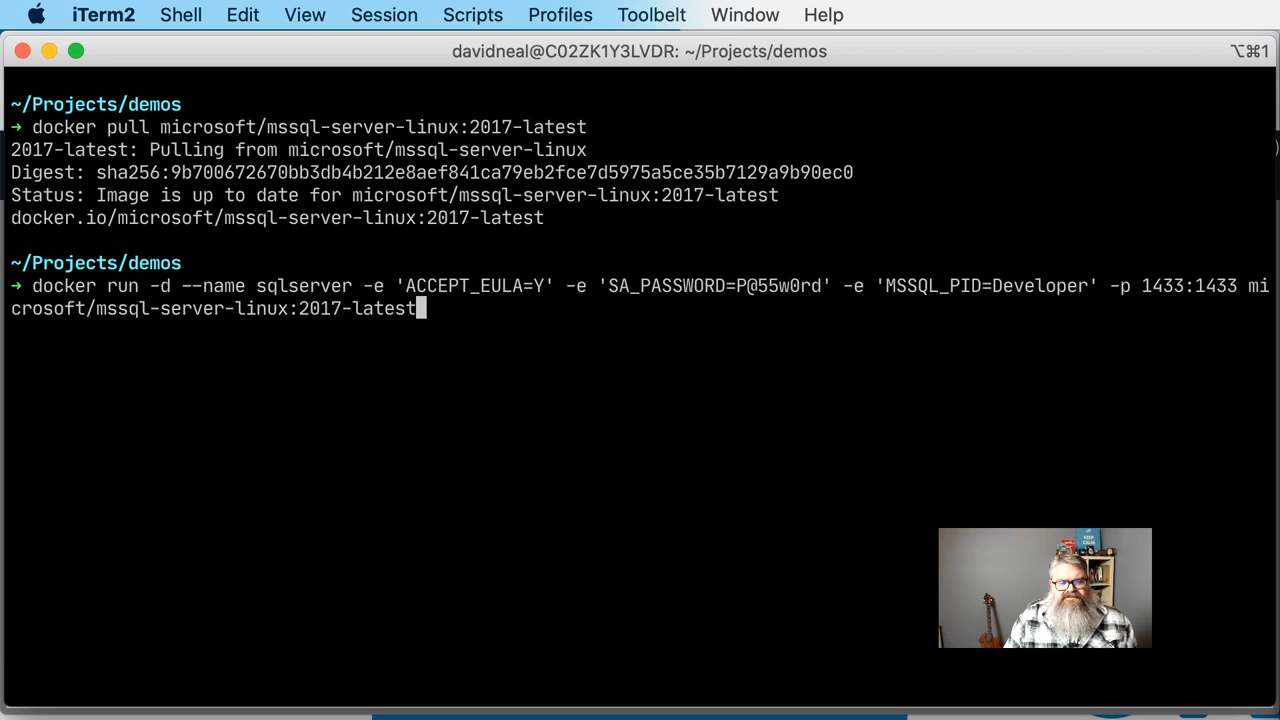 iTerm2 Shell Edit View Session Scripts Profiles Toolbelt Window Help
davidneal@C02ZK1Y3LVDR: ~/Projects/demos ⌥⌘1
~/Projects/demos
→ docker pull microsoft/mssql-server-linux:2017-latest
2017-latest: Pulling from microsoft/mssql-server-linux
Digest: sha256:9b700672670bb3db4b212e8aef841ca79eb2fce7d5975a5ce35b7129a9b90ec0
Status: Image is up to date for microsoft/mssql-server-linux:2017-latest
docker.io/microsoft/mssql-server-linux:2017-latest
~/Projects/demos
→ docker run -d --name sqlserver -e 'ACCEPT_EULA=Y' -e 'SA_PASSWORD=P@55w0rd' -e 'MSSQL_PID=Developer' -p 1433:1433 mi
crosoft/mssql-server-linux:2017-latest
KEEP
CALM